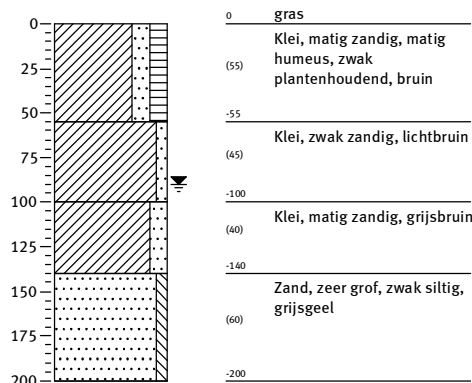 0
25
50
75
100
125
150
175
200
0
gras
(55)
Klei, matig zandig, matig
humeus, zwak
plantenhoudend, bruin
-55
(45)
Klei, zwak zandig, lichtbruin
-100
(40)
Klei, matig zandig, grijsbruin
-140
(60)
Zand, zeer grof, zwak siltig,
grijsgeel
-200